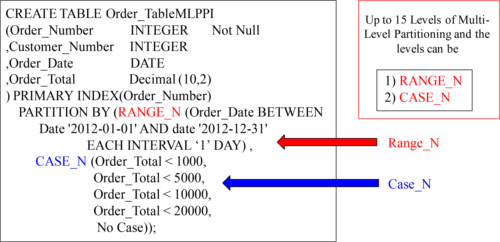 CREATE TABLE Order_TableMLPPI
(Order_Number INTEGER Not Null
,Customer_Number INTEGER
,Order_Date DATE
,Order_Total Decimal (10,2)
) PRIMARY INDEX(Order_Number)
PARTITION BY (RANGE_N (Order_Date BETWEEN
Date '2012-01-01' AND date '2012-12-31'
EACH INTERVAL ‘1’ DAY) ,
CASE_N (Order_Total < 1000,
Order_Total < 5000,
Order_Total < 10000,
Order_Total < 20000,
No Case));
Up to 15 Levels of Multi-
Level Partitioning and the
levels can be
1) RANGE_N
2) CASE_N
Range_N
Case_N